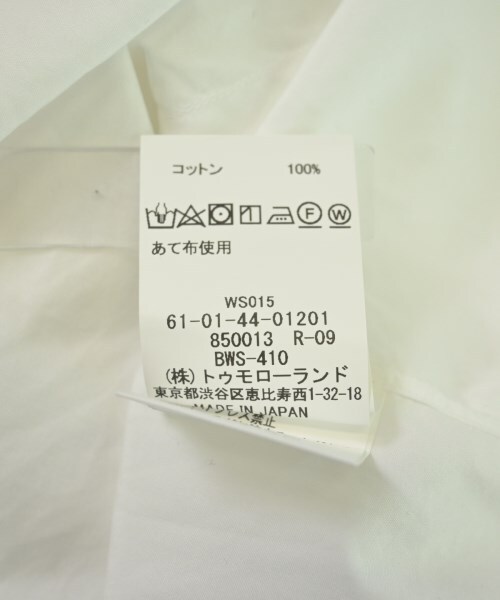 コットン 100%
F W
あて布使用
WS015
61-01-44-01201
850013 R-09
BWS-410
(株)トゥモローランド
東京都渋谷区恵比寿西1-32-18
MADE IN JAPAN
禁止